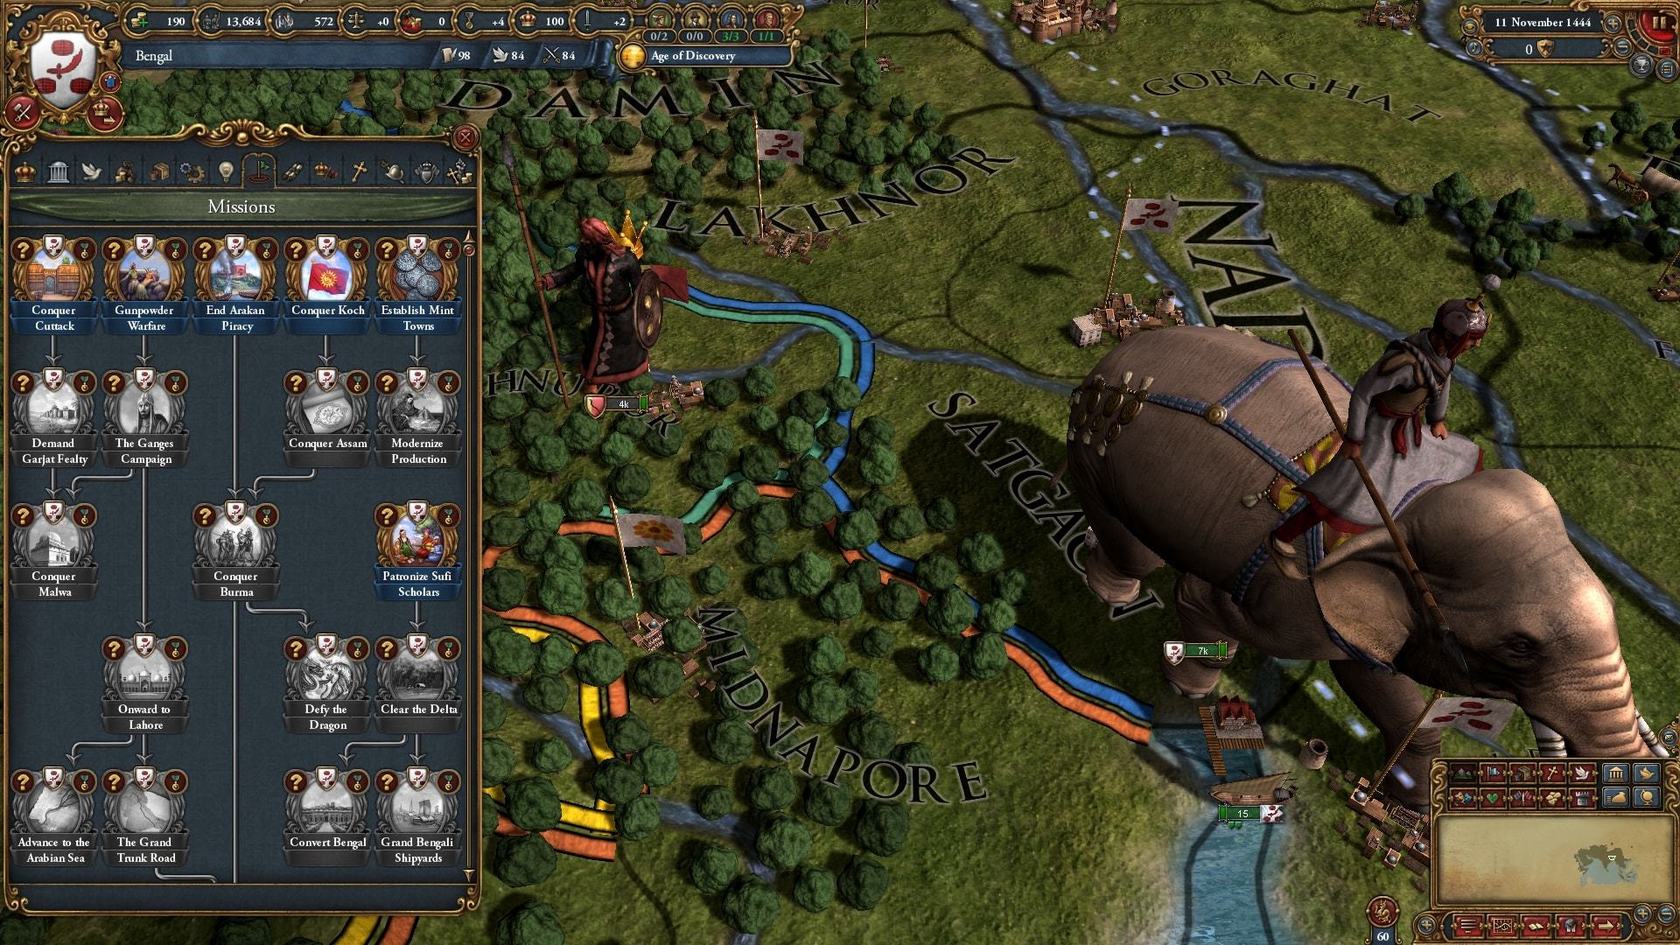 190
13,684
572
+0
0
+4
100
+2
0/2
0/0
3/3
1/1
11 November 1444
0
Bengal
98
84
84
Age of Discovery
Missions
Conquer
Cuttack
Gunpowder
Warfare
End Arakan
Piracy
Conquer Koch
Establish Mint
Towns
Demand
Garjat Fealty
The Ganges
Campaign
Conquer Assam
Modernize
Production
Conquer
Malwa
Conquer
Burma
Patronize Sufi
Scholars
Onward to
Lahore
Defy the
Dragon
Clear the Delta
Advance to the
Arabian Sea
The Grand
Trunk Road
Convert Bengal
Grand Bengali
Shipyards
DAMIN
GORAGHAT
LAKHNOR
NAD
SATGAON
MIDNAPORE
4k
7k
15
60